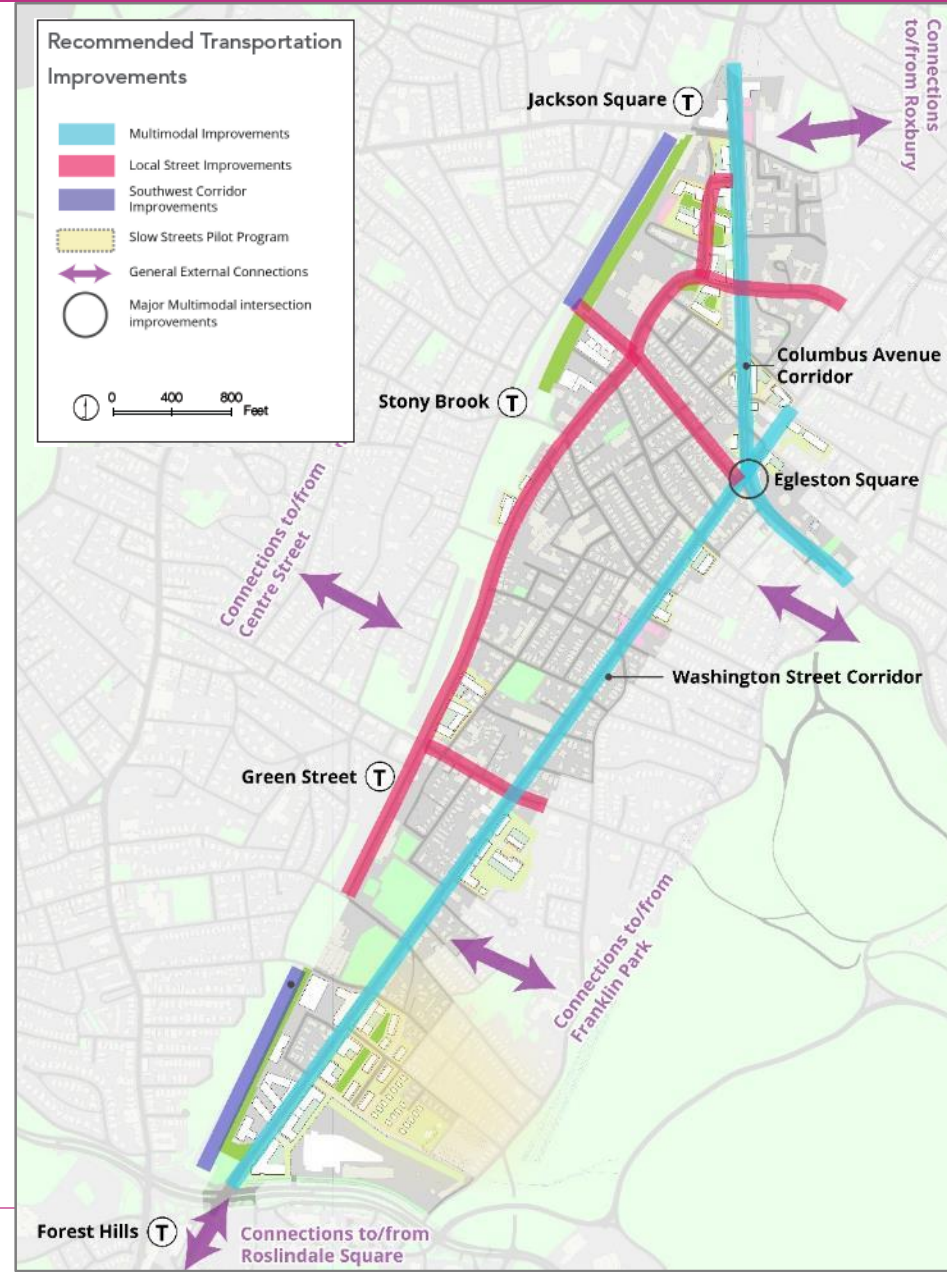 Recommended Transportation
Improvements
Multimodal Improvements
Local Street Improvements
Southwest Corridor
Improvements
Slow Streets Pilot Program
General External Connections
Major Multimodal intersection
improvements
0 400 800
Feet
Connections
to/from Roxbury
Jackson Square T
Columbus Avenue
Corridor
Stony Brook T
Egleston Square
Connections to/from
Centre Street
Washington Street Corridor
Green Street T
Connections to/from
Franklin Park
Forest Hills T
Connections to/from
Roslindale Square